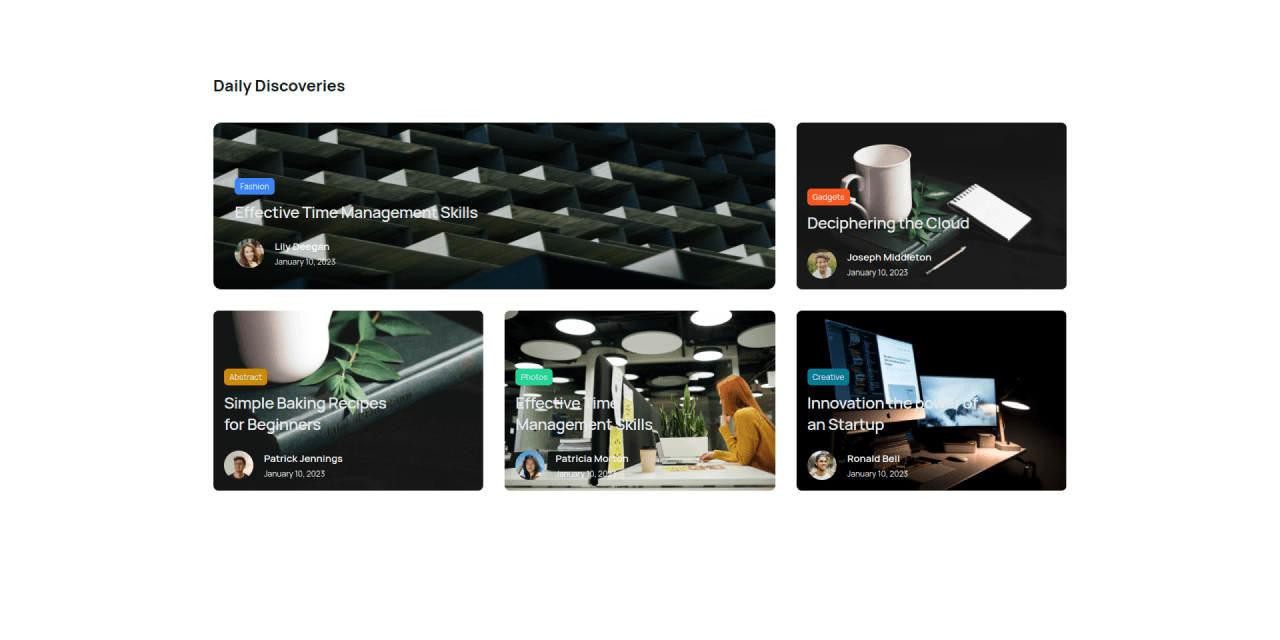 Daily Discoveries
Fashion
Effective Time Management Skills
Lily Deegan
January 10, 2023
Gadgets
Deciphering the Cloud
Joseph Middleton
January 10, 2023
Abstract
Simple Baking Recipes
for Beginners
Patrick Jennings
January 10, 2023
Photos
Effective Time
Management Skills
Patricia Morton
January 10, 2023
Creative
Innovation the power of
an Startup
Ronald Bell
January 10, 2023